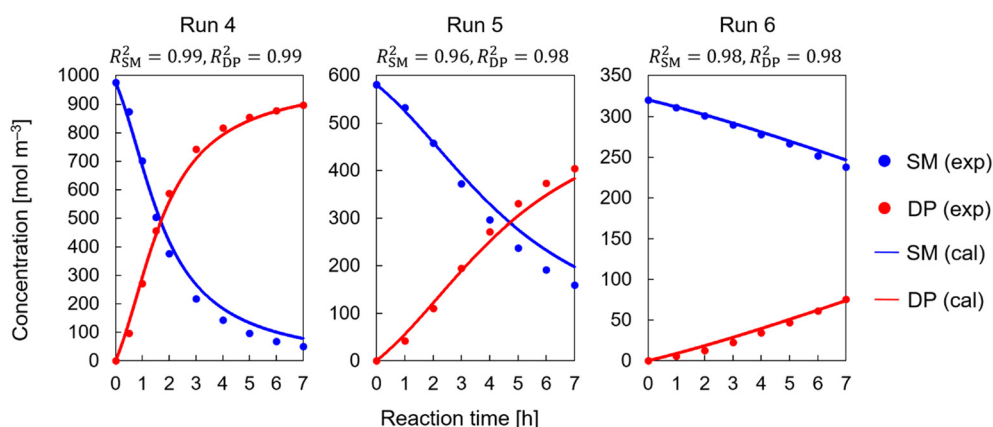 Run 4
R²SM = 0.99, R²DP = 0.99
Run 5
R²SM = 0.96, R²DP = 0.98
Run 6
R²SM = 0.98, R²DP = 0.98
Concentration [mol m⁻³]
1000
900
800
700
600
500
400
300
200
100
0
0 1 2 3 4 5 6 7
600
500
400
300
200
100
0
0 1 2 3 4 5 6 7
350
300
250
200
150
100
50
0
0 1 2 3 4 5 6 7
Reaction time [h]
SM (exp)
DP (exp)
SM (cal)
DP (cal)